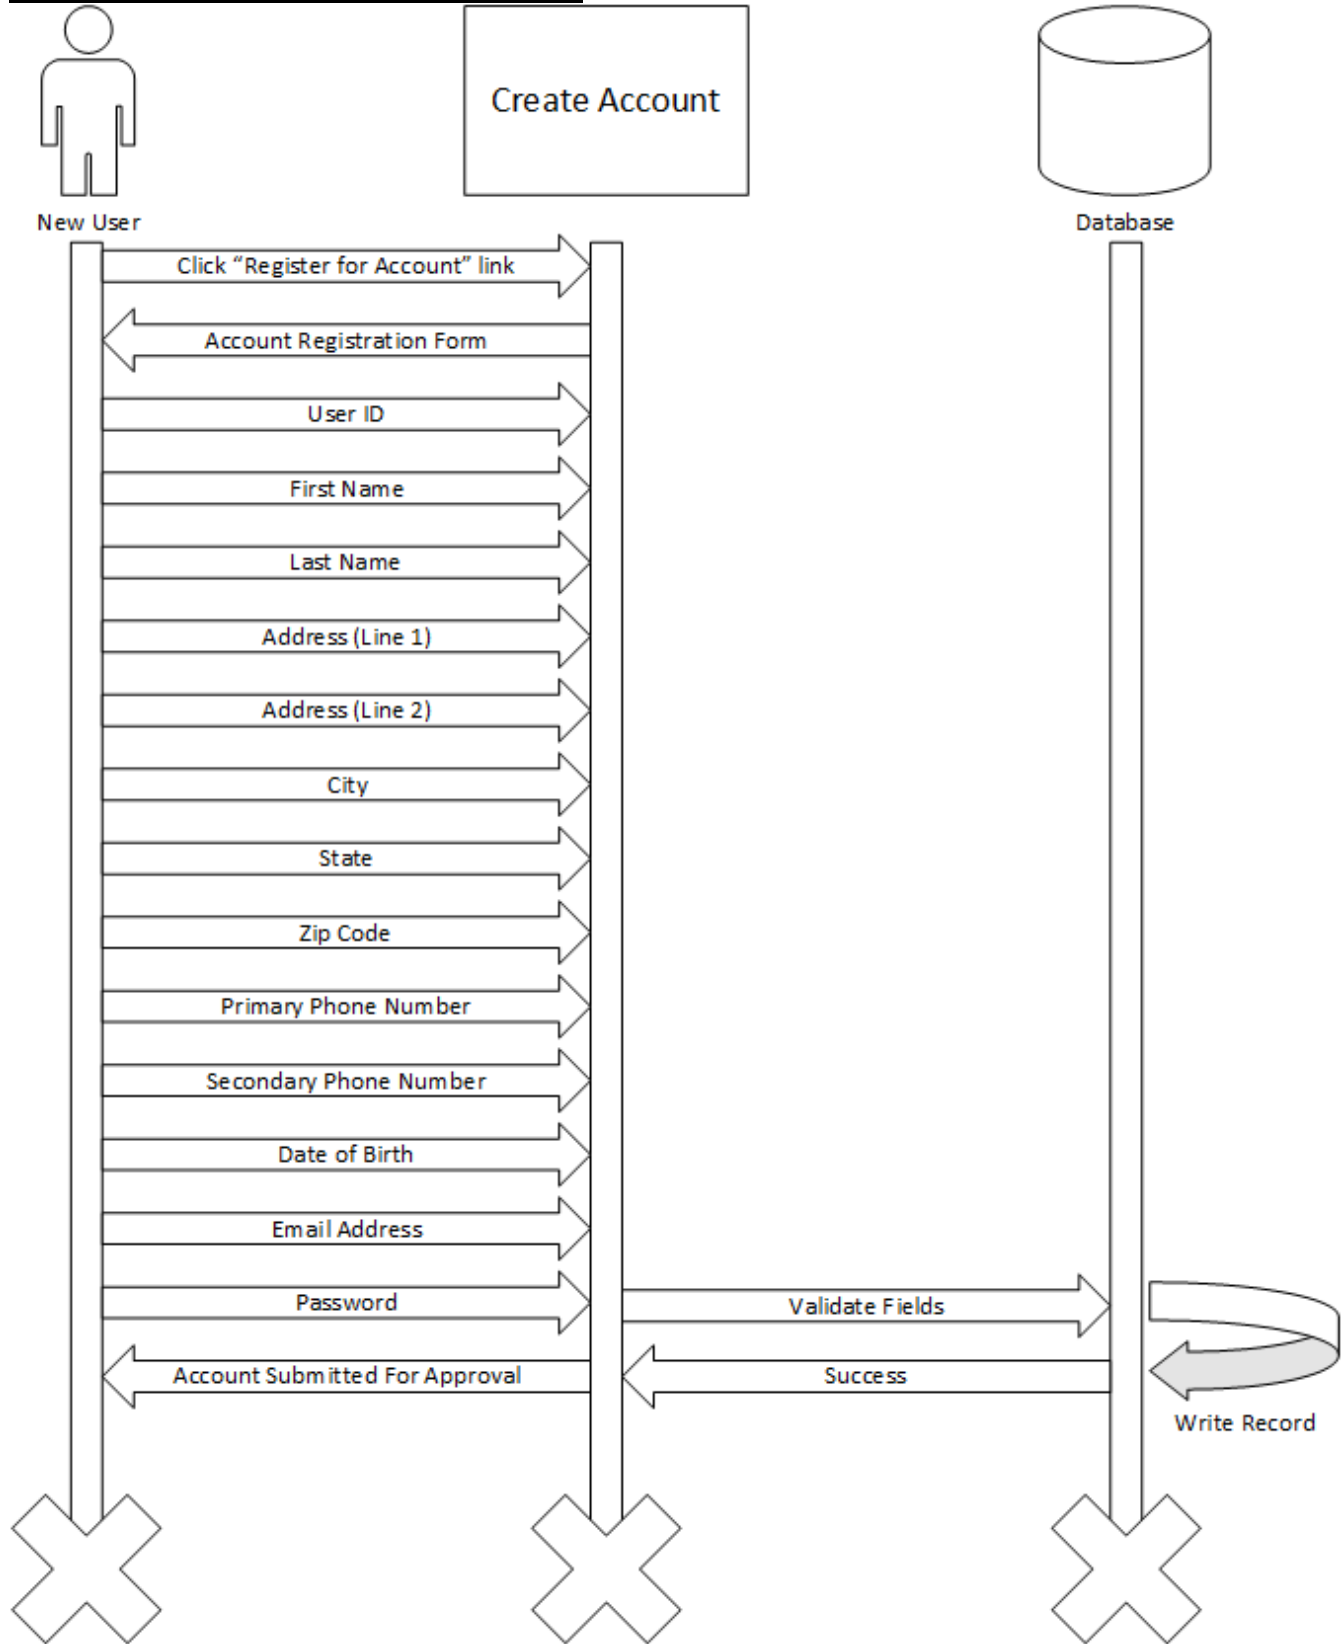 Create Account
New User
Database
Click “Register for Account” link
Account Registration Form
User ID
First Name
Last Name
Address (Line 1)
Address (Line 2)
City
State
Zip Code
Primary Phone Number
Secondary Phone Number
Date of Birth
Email Address
Password
Validate Fields
Account Submitted For Approval
Success
Write Record